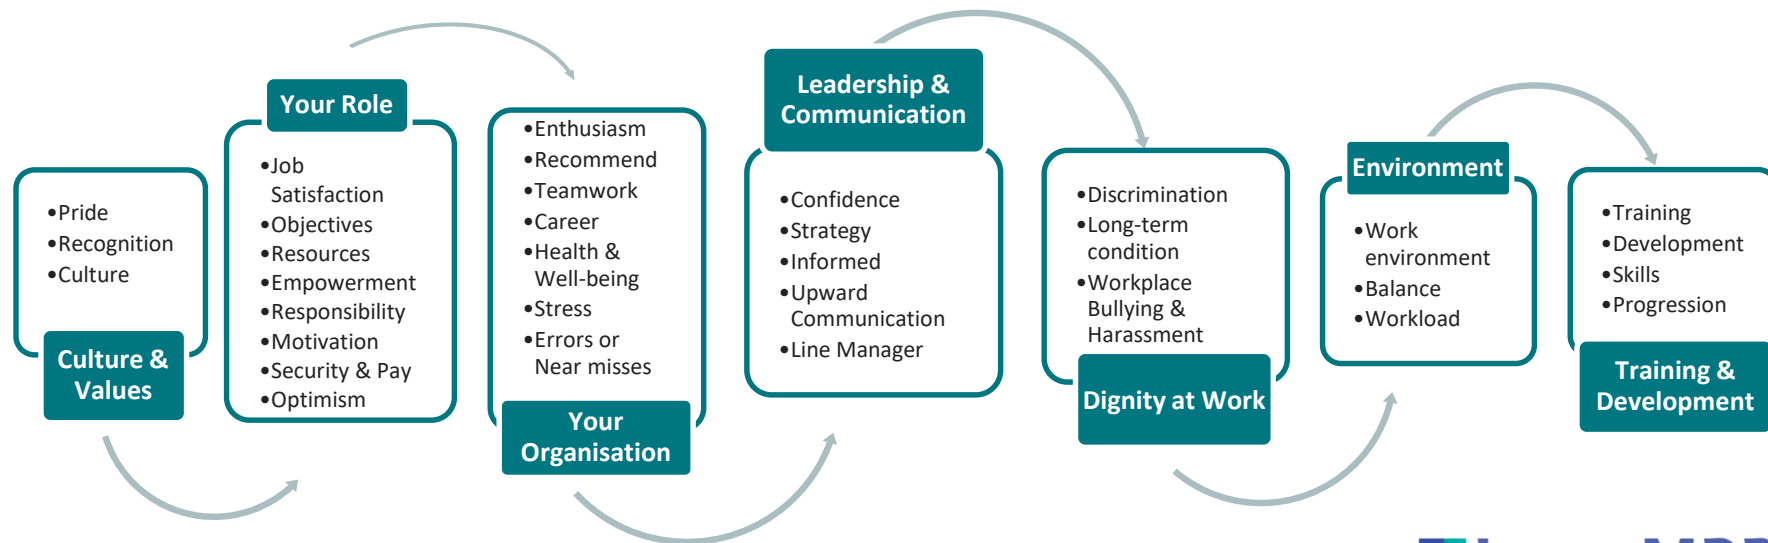 •Pride
•Recognition
•Culture
Culture &
Values
Your Role
•Job
Satisfaction
•Objectives
•Resources
•Empowerment
•Responsibility
•Motivation
•Security & Pay
•Optimism
•Enthusiasm
•Recommend
•Teamwork
•Career
•Health &
Well-being
•Stress
•Errors or
Near misses
Your
Organisation
Leadership &
Communication
•Confidence
•Strategy
•Informed
•Upward
Communication
•Line Manager
•Discrimination
•Long-term
condition
•Workplace
Bullying &
Harassment
Dignity at Work
Environment
•Work
environment
•Balance
•Workload
•Training
•Development
•Skills
•Progression
Training &
Development